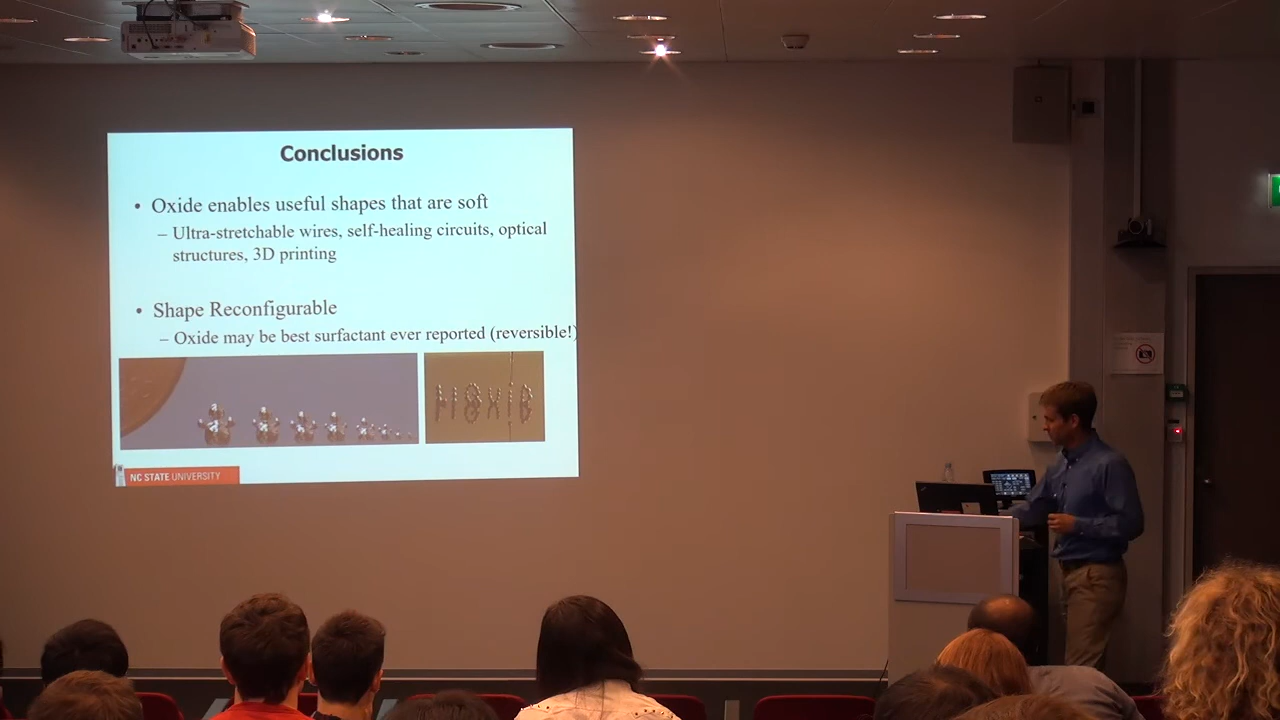 Conclusions
• Oxide enables useful shapes that are soft
– Ultra-stretchable wires, self-healing circuits, optical
structures, 3D printing
• Shape Reconfigurable
– Oxide may be best surfactant ever reported (reversible!)
LIQUID
NC STATE UNIVERSITY